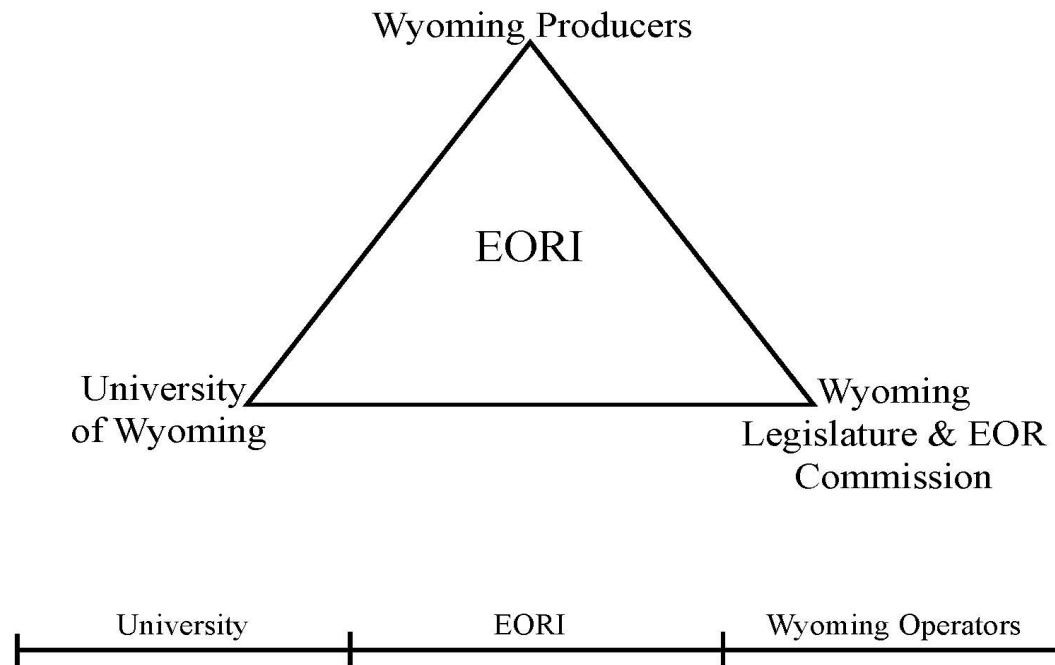 Wyoming Producers
EORI
University
of Wyoming
Wyoming
Legislature & EOR
Commission
University
EORI
Wyoming Operators